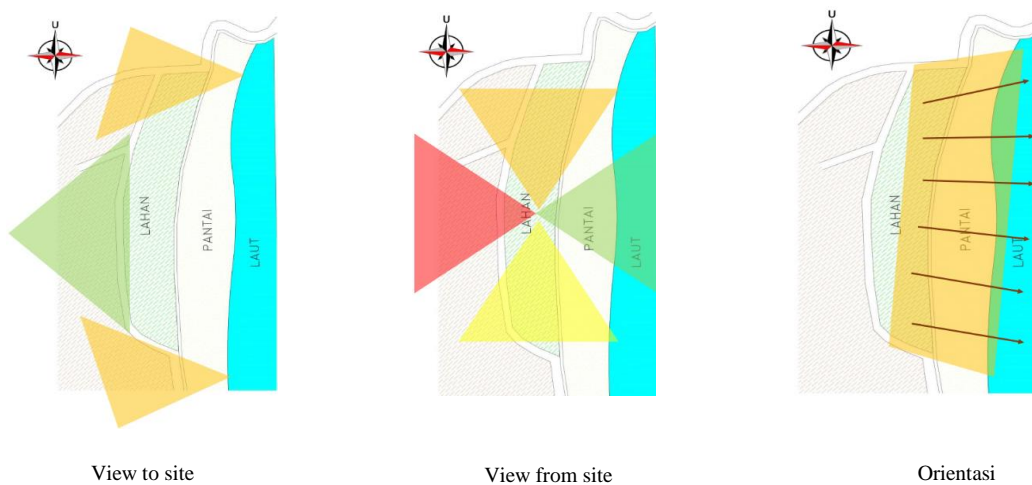 U
LAHAN
PANTAI
LAUT
View to site
U
LAHAN
PANTAI
LAUT
View from site
U
LAHAN
PANTAI
LAUT
Orientasi